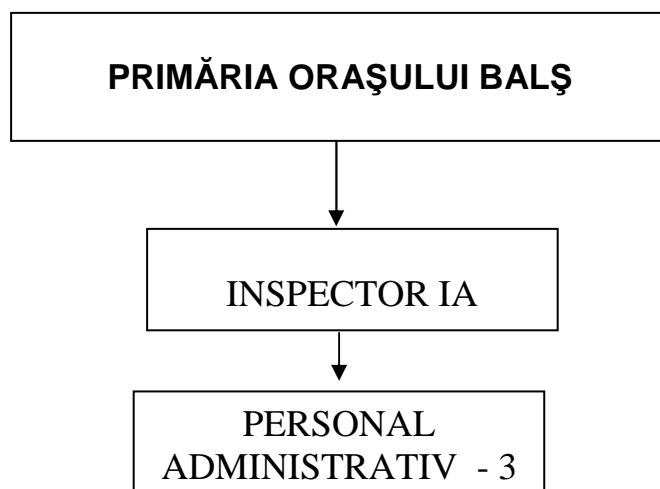 PRIMĂRIA ORAŞULUI BALŞ
INSPECTOR IA
PERSONAL
ADMINISTRATIV - 3